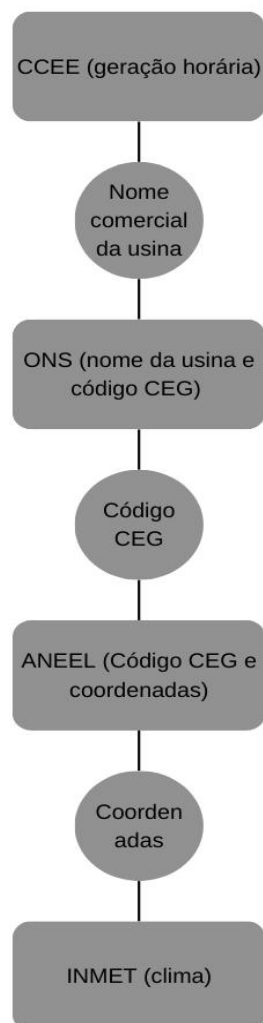 CCEE (geração horária)
Nome
comercial
da usina
ONS (nome da usina e
código CEG)
Código
CEG
ANEEL (Código CEG e
coordenadas)
Coorden
adas
INMET (clima)